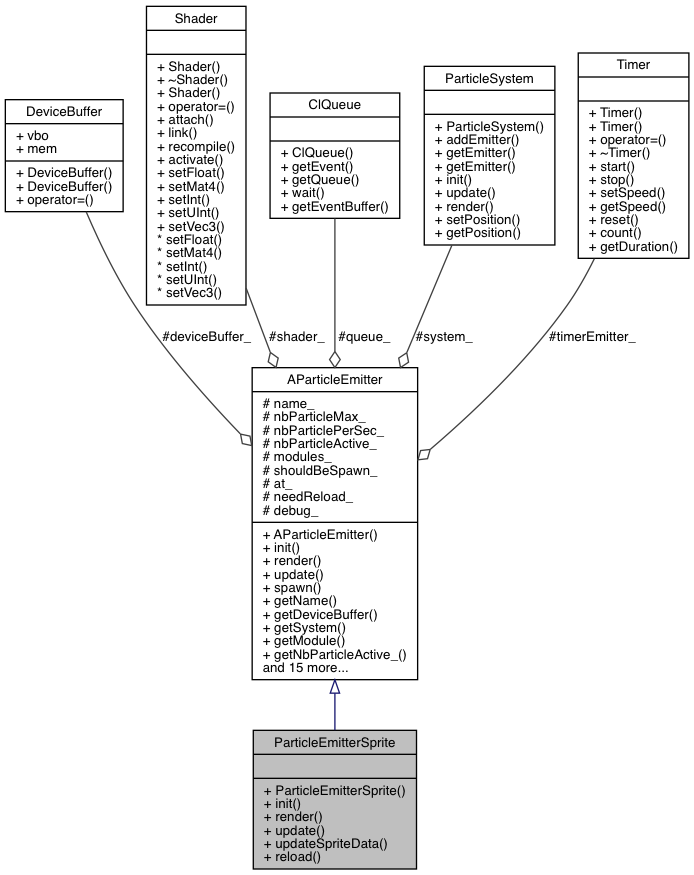 Shader
+ Shader()
+ ~Shader()
+ Shader()
+ operator=()
+ attach()
+ link()
+ recompile()
+ activate()
+ setFloat()
+ setMat4()
+ setInt()
+ setUInt()
+ setVec3()
* setFloat()
* setMat4()
* setInt()
* setUInt()
* setVec3()
DeviceBuffer
+ vbo
+ mem
+ DeviceBuffer()
+ DeviceBuffer()
+ operator=()
ClQueue
+ ClQueue()
+ getEvent()
+ getQueue()
+ wait()
+ getEventBuffer()
ParticleSystem
+ ParticleSystem()
+ addEmitter()
+ getEmitter()
+ getEmitter()
+ init()
+ update()
+ render()
+ setPosition()
+ getPosition()
Timer
+ Timer()
+ Timer()
+ operator=()
+ ~Timer()
+ start()
+ stop()
+ setSpeed()
+ getSpeed()
+ reset()
+ count()
+ getDuration()
#deviceBuffer_
#shader_
#queue_
#system_
#timerEmitter_
AParticleEmitter
# name_
# nbParticleMax_
# nbParticlePerSec_
# nbParticleActive_
# modules_
# shouldBeSpawn_
# at_
# needReload_
# debug_
+ AParticleEmitter()
+ init()
+ render()
+ update()
+ spawn()
+ getName()
+ getDeviceBuffer()
+ getSystem()
+ getModule()
+ getNbParticleActive_()
and 15 more...
ParticleEmitterSprite
+ ParticleEmitterSprite()
+ init()
+ render()
+ update()
+ updateSpriteData()
+ reload()